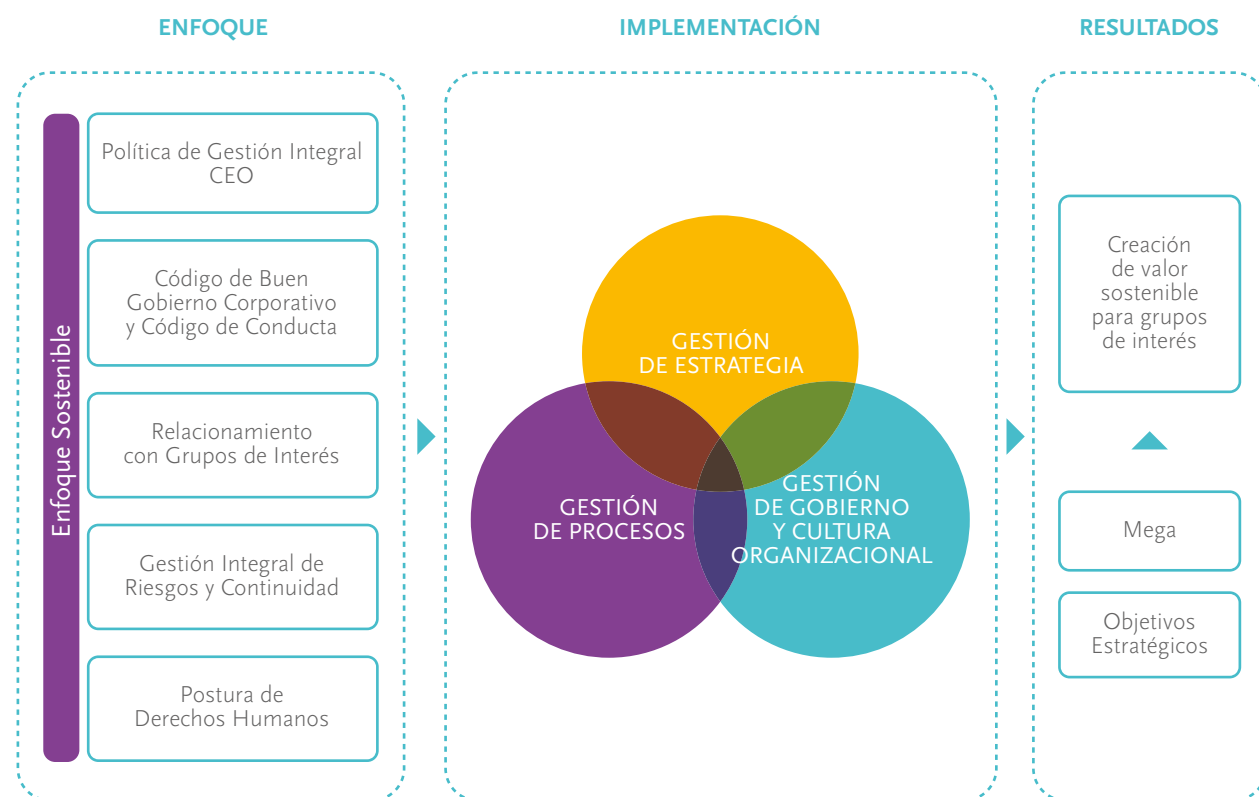 ENFOQUE
Enfoque Sostenible
Política de Gestión Integral
CEO
Código de Buen
Gobierno Corporativo
y Código de Conducta
Relacionamiento
con Grupos de Interés
Gestión Integral de
Riesgos y Continuidad
Postura de
Derechos Humanos
IMPLEMENTACIÓN
GESTIÓN
DE ESTRATEGIA
GESTIÓN
DE PROCESOS
GESTIÓN
DE GOBIERNO
Y CULTURA
ORGANIZACIONAL
RESULTADOS
Creación
de valor
sostenible
para grupos
de interés
Mega
Objetivos
Estratégicos